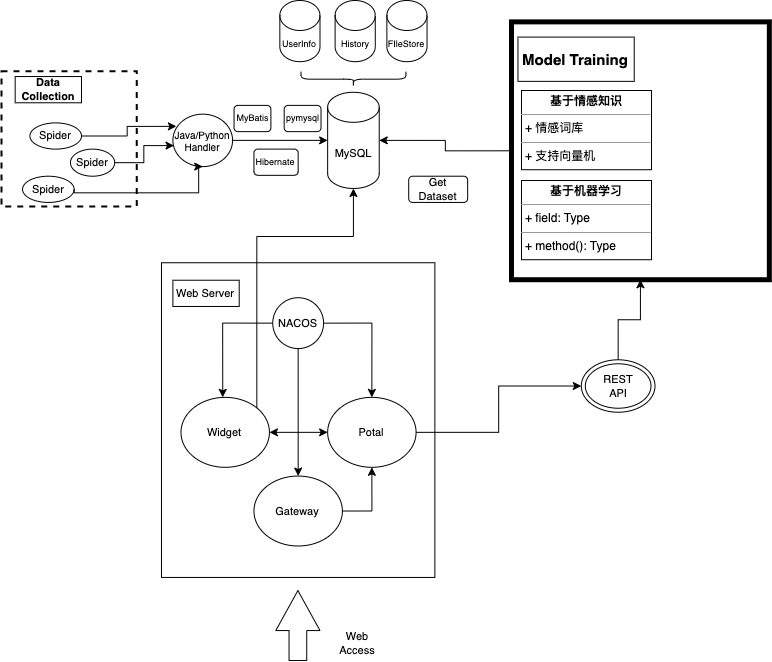 UserInfo
History
FIleStore
Data
Collection
Spider
Spider
Spider
Java/Python
Handler
MyBatis
pymysql
Hibernate
MySQL
Get
Dataset
Model Training
基于情感知识
+ 情感词库
+ 支持向量机
基于机器学习
+ field: Type
+ method(): Type
Web Server
NACOS
Widget
Potal
Gateway
REST
API
Web
Access